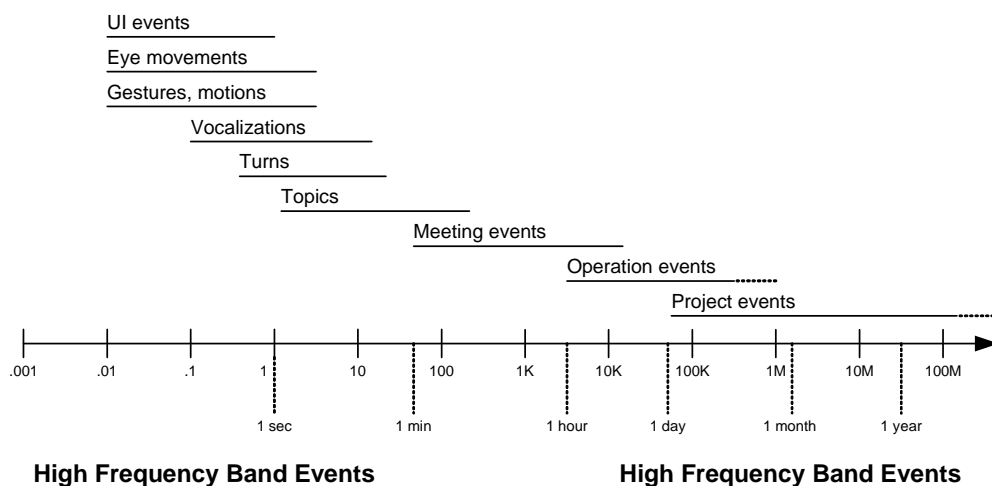 UI events
Eye movements
Gestures, motions
Vocalizations
Turns
Topics
Meeting events
Operation events
Project events
.001 .01 .1 1 10 100 1K 10K 100K 1M 10M 100M
1 sec 1 min 1 hour 1 day 1 month 1 year
High Frequency Band Events High Frequency Band Events